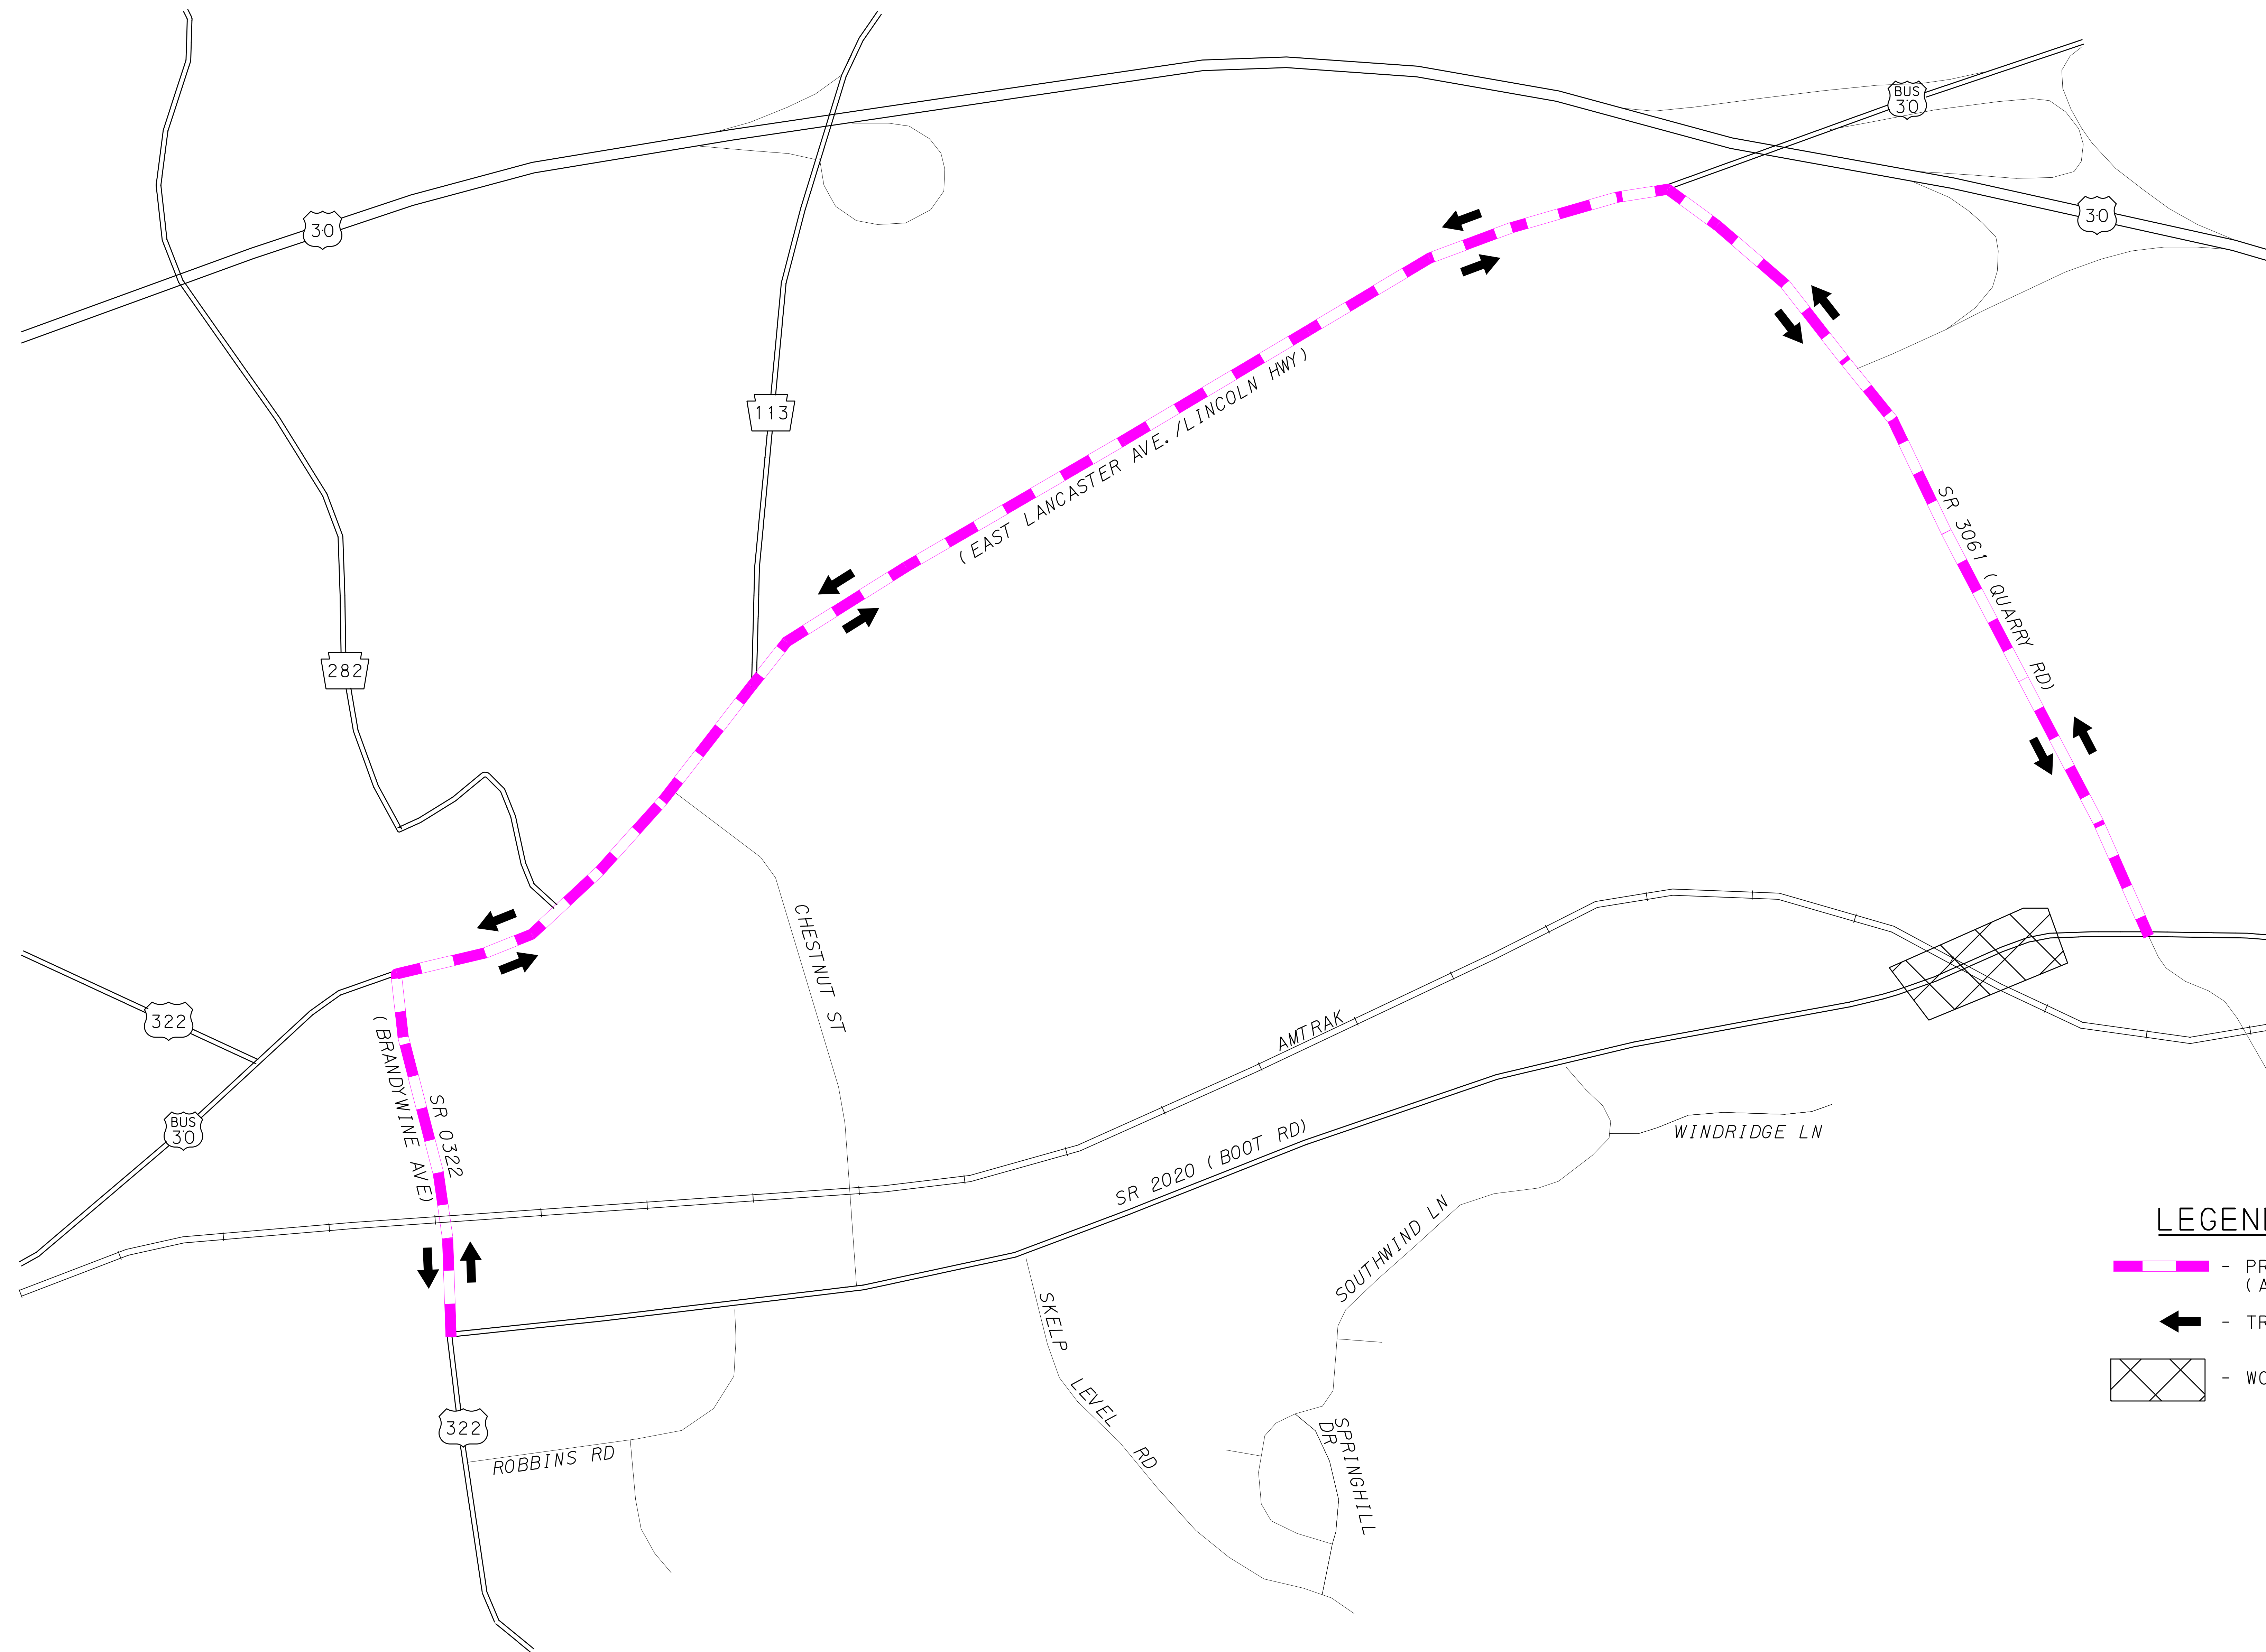 BUS
30
30
30
113
(EAST LANCASTER AVE./LINCOLN HWY)
SR 3061 (QUARRY RD)
282
CHESTNUT ST
322
AMTRAK
BUS
30
SR 0322
(BRANDYWINE AVE)
SR 2020 (BOOT RD)
WINDRIDGE LN
SOUTHWIND LN
SKELP LEVEL RD
322
ROBBINS RD
SPRINGHILL
DR
LEGEN
- PR
(A
- TR
- WO